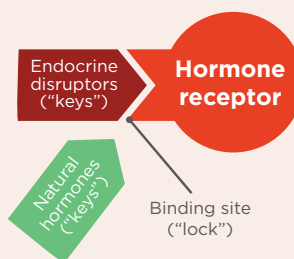 Endocrine
disruptors
(“keys”)
Hormone
receptor
Natural
hormones
(“keys”)
Binding site
(“lock”)